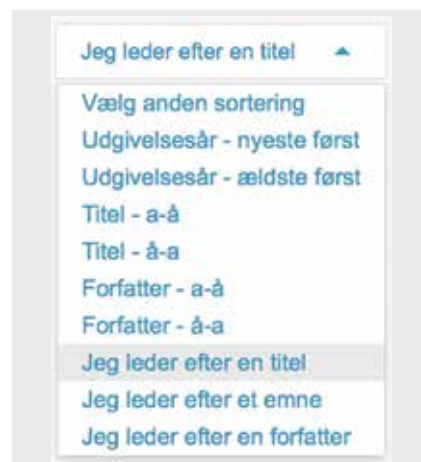 Jeg leder efter en titel
Vælg anden sortering
Udgivelsesår - nyeste først
Udgivelsesår - ældste først
Titel - a-å
Titel - å-a
Forfatter - a-å
Forfatter - å-a
Jeg leder efter en titel
Jeg leder efter et emne
Jeg leder efter en forfatter